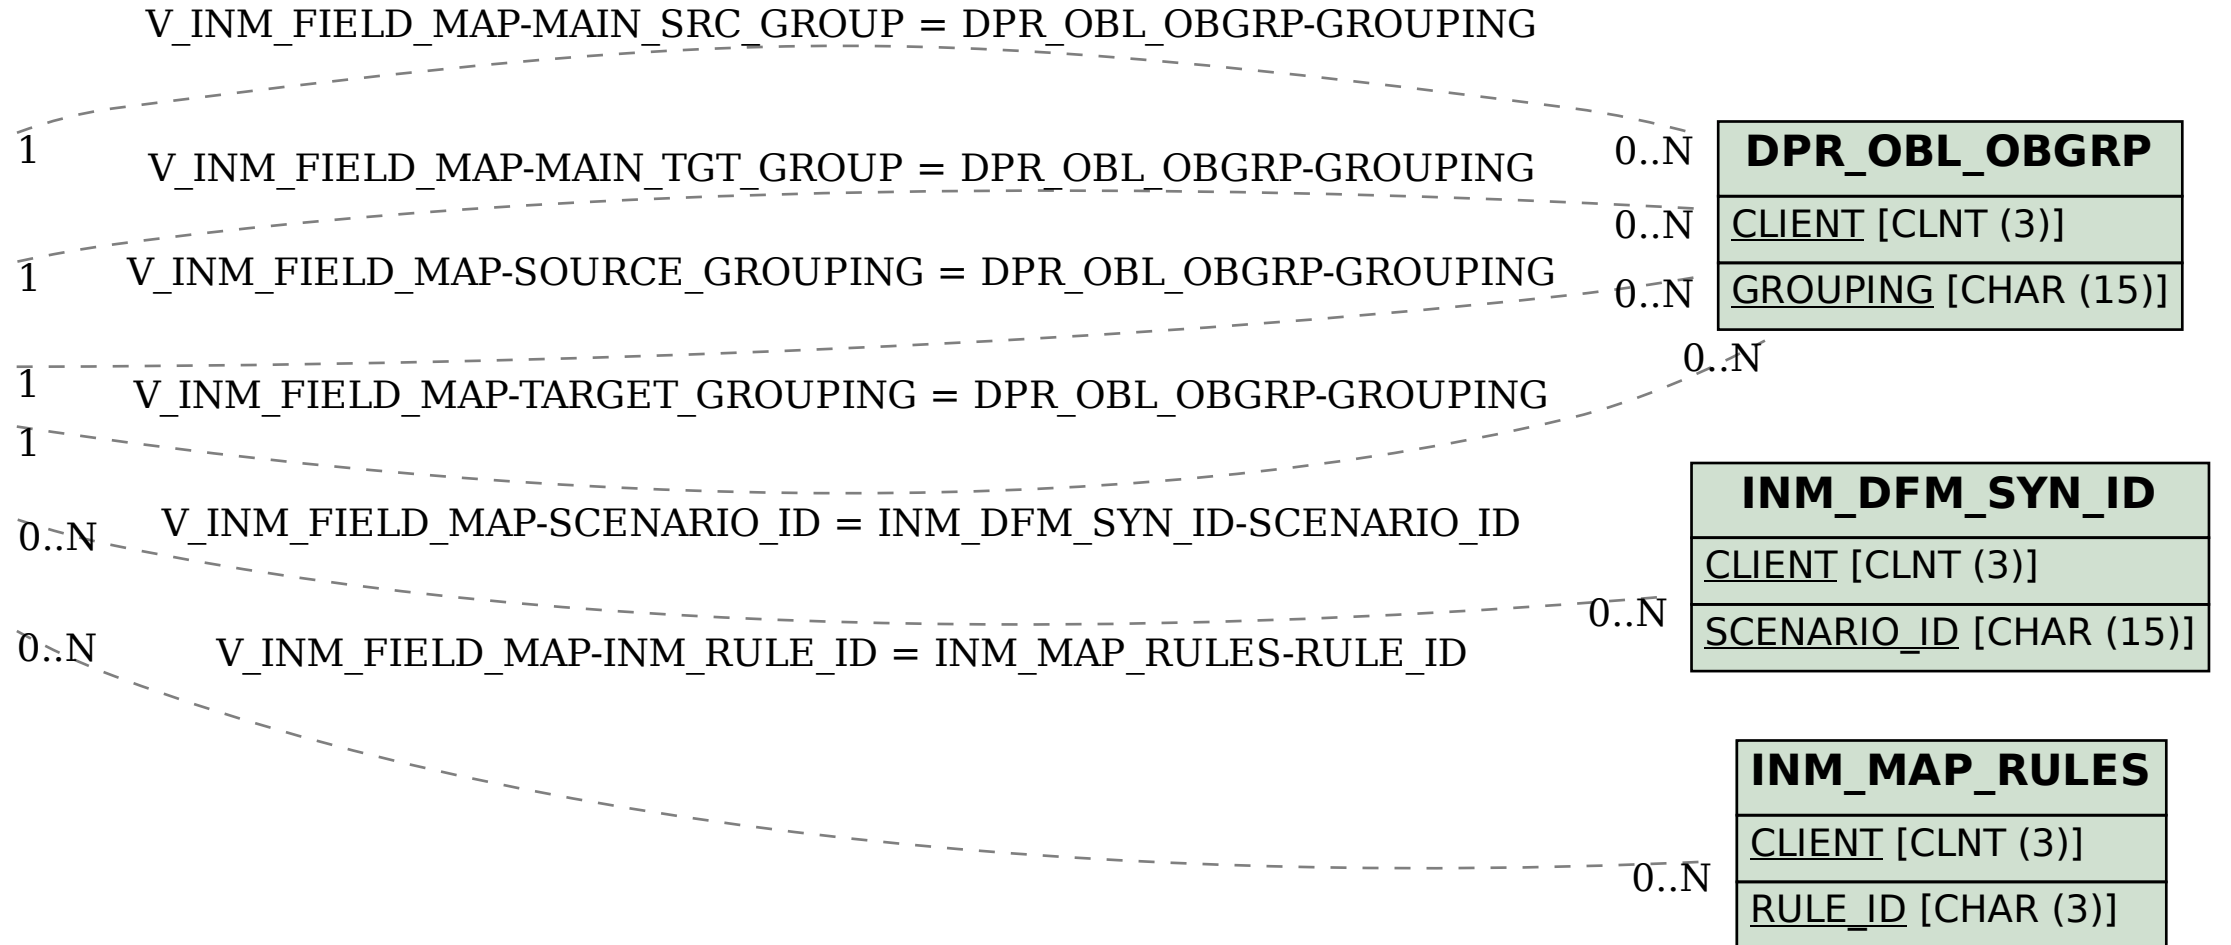 V_INM_FIELD_MAP-MAIN_SRC_GROUP = DPR_OBL_OBGRP-GROUPING
1
0..N
DPR_OBL_OBGRP
V_INM_FIELD_MAP-MAIN_TGT_GROUP = DPR_OBL_OBGRP-GROUPING
0..N
CLIENT [CLNT (3)]
1
V_INM_FIELD_MAP-SOURCE_GROUPING = DPR_OBL_OBGRP-GROUPING
0..N
GROUPING [CHAR (15)]
1
0..N
V_INM_FIELD_MAP-TARGET_GROUPING = DPR_OBL_OBGRP-GROUPING
1
INM_DFM_SYN_ID
0..N
V_INM_FIELD_MAP-SCENARIO_ID = INM_DFM_SYN_ID-SCENARIO_ID
CLIENT [CLNT (3)]
0..N
SCENARIO_ID [CHAR (15)]
0..N
V_INM_FIELD_MAP-INM_RULE_ID = INM_MAP_RULES-RULE_ID
INM_MAP_RULES
CLIENT [CLNT (3)]
0..N
RULE_ID [CHAR (3)]